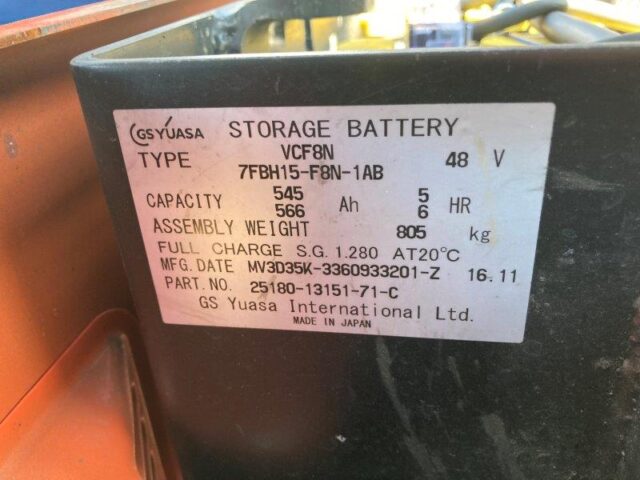 GS YUASA STORAGE BATTERY
TYPE VCF8N 48 V
7FBH15-F8N-1AB
CAPACITY 545 Ah 5 HR
566 6
ASSEMBLY WEIGHT 805 kg
FULL CHARGE S.G. 1.280 AT20°C
MFG. DATE MV3D35K-3360933201-Z 16.11
PART. NO. 25180-13151-71-C
GS Yuasa International Ltd.
MADE IN JAPAN